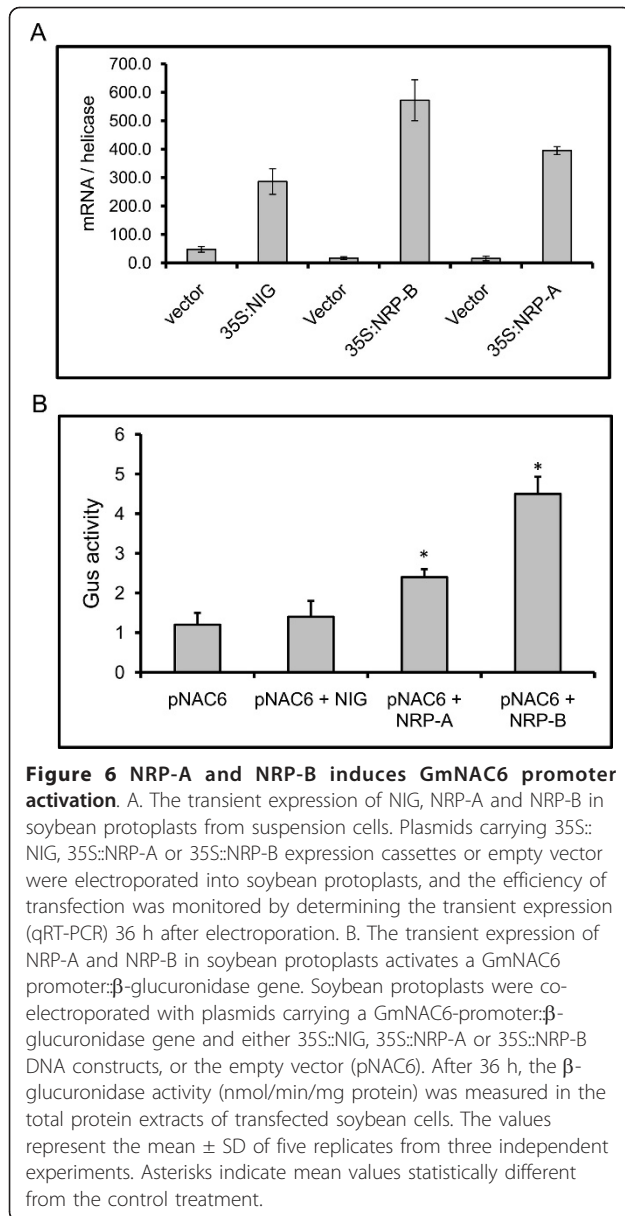 A
700.0
600.0
500.0
400.0
300.0
200.0
100.0
0.0
mRNA / helicase
vector
35S:NIG
Vector
35S:NRP-B
Vector
35S:NRP-A
B
6
5
4
3
2
1
0
Gus activity
*
*
pNAC6
pNAC6 + NIG
pNAC6 +
NRP-A
pNAC6 +
NRP-B
Figure 6 NRP-A and NRP-B induces GmNAC6 promoter
activation. A. The transient expression of NIG, NRP-A and NRP-B in
soybean protoplasts from suspension cells. Plasmids carrying 35S::
NIG, 35S::NRP-A or 35S::NRP-B expression cassettes or empty vector
were electroporated into soybean protoplasts, and the efficiency of
transfection was monitored by determining the transient expression
(qRT-PCR) 36 h after electroporation. B. The transient expression of
NRP-A and NRP-B in soybean protoplasts activates a GmNAC6
promoter::β-glucuronidase gene. Soybean protoplasts were co-
electroporated with plasmids carrying a GmNAC6-promoter::β-
glucuronidase gene and either 35S::NIG, 35S::NRP-A or 35S::NRP-B
DNA constructs, or the empty vector (pNAC6). After 36 h, the β-
glucuronidase activity (nmol/min/mg protein) was measured in the
total protein extracts of transfected soybean cells. The values
represent the mean ± SD of five replicates from three independent
experiments. Asterisks indicate mean values statistically different
from the control treatment.